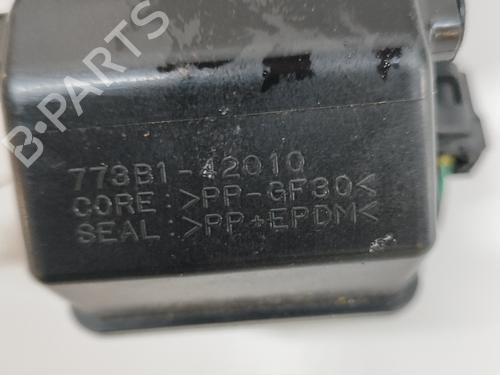 B-PARTS
773B1-42010
CORE:>PP-GF30<
SEAL:>PP+EPDM<